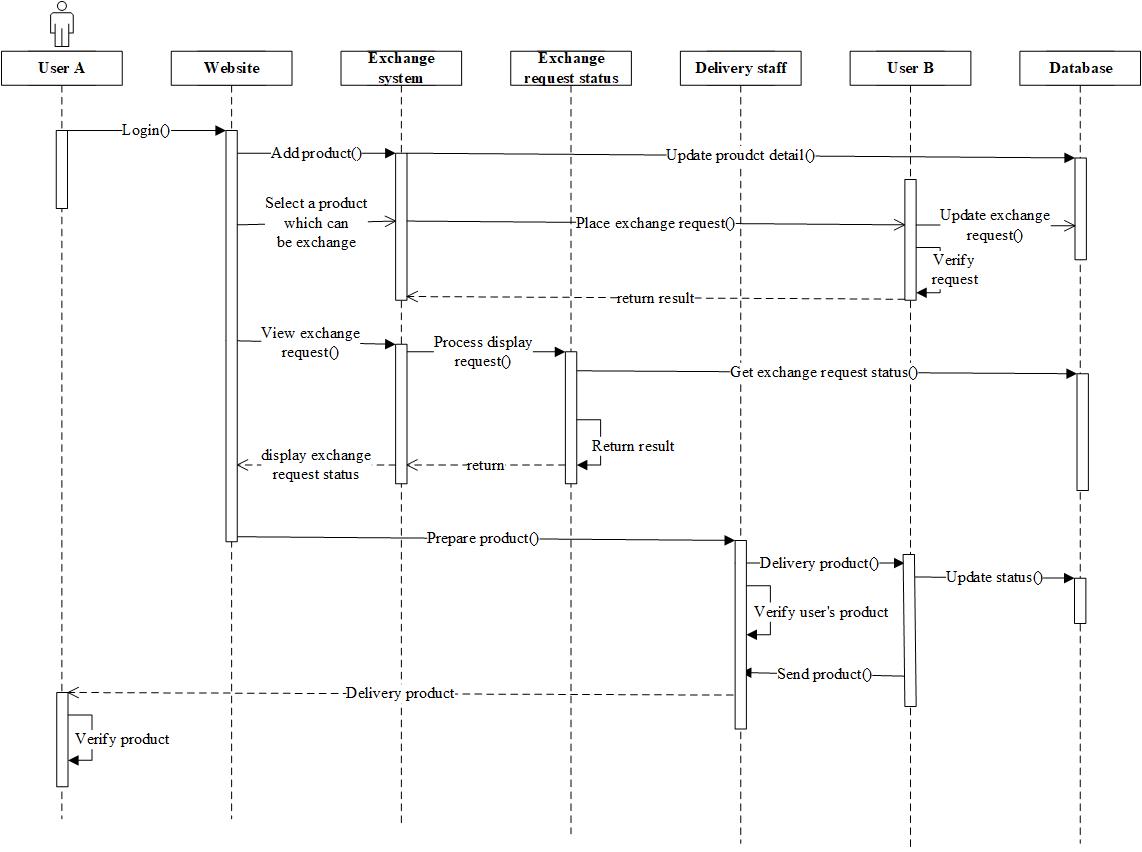 User A
Website
Exchange
system
Exchange
request status
Delivery staff
User B
Database
Login()
Add product()
Update proudct detail()
Select a product
which can
be exchange
Place exchange request()
Update exchange
request()
Verify
request
return result
View exchange
request()
Process display
request()
Get exchange request status()
Return result
display exchange
request status
return
Prepare product()
Delivery product()
Update status()
Verify user's product
Send product()
Delivery product
Verify product